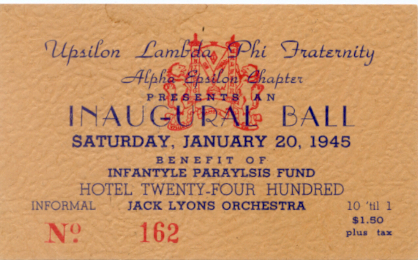 Upsilon Lambda Phi Fraternity
Alpha Epsilon Chapter
PRESENTS AN
INAUGURAL BALL
SATURDAY, JANUARY 20, 1945
BENEFIT OF
INFANTYLE PARAYLSIS FUND
HOTEL TWENTY-FOUR HUNDRED
INFORMAL JACK LYONS ORCHESTRA 10 'til 1
$1.50
plus tax
Nº 162